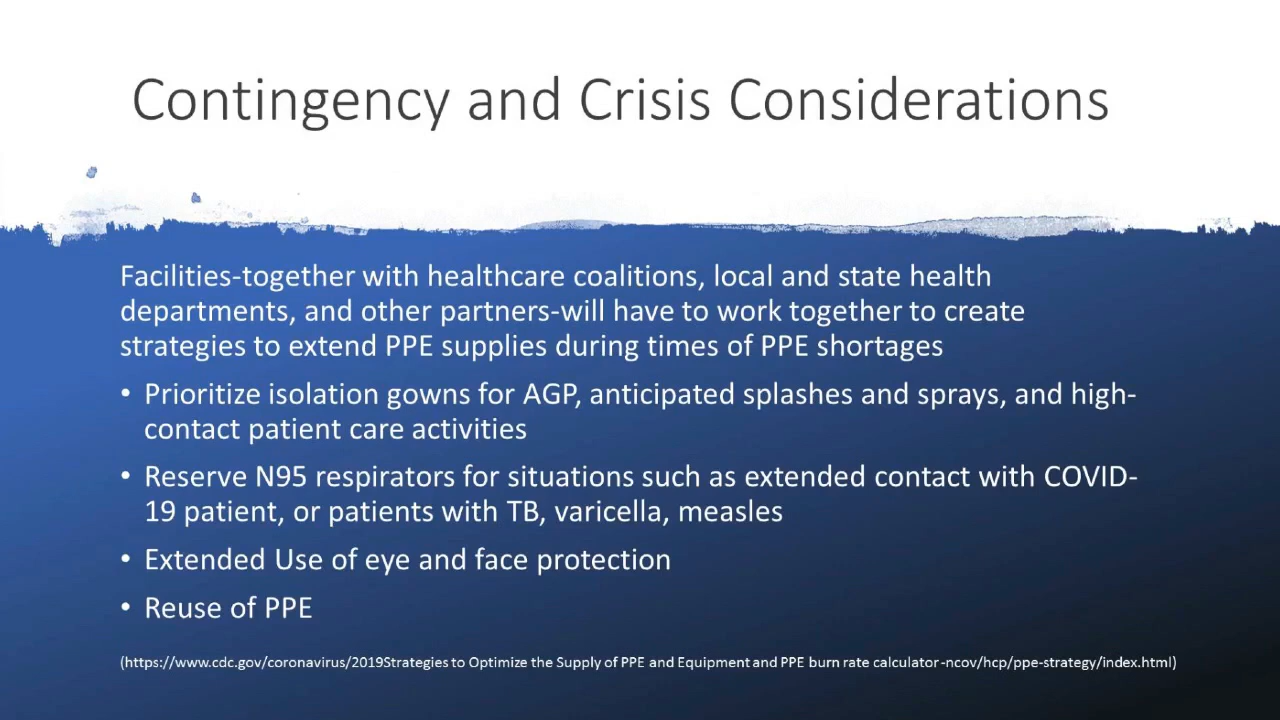 Contingency and Crisis Considerations
Facilities-together with healthcare coalitions, local and state health
departments, and other partners-will have to work together to create
strategies to extend PPE supplies during times of PPE shortages
• Prioritize isolation gowns for AGP, anticipated splashes and sprays, and high-
contact patient care activities
• Reserve N95 respirators for situations such as extended contact with COVID-
19 patient, or patients with TB, varicella, measles
• Extended Use of eye and face protection
• Reuse of PPE
(https://www.cdc.gov/coronavirus/2019Strategies to Optimize the Supply of PPE and Equipment and PPE burn rate calculator-ncov/hcp/ppe-strategy/index.html)